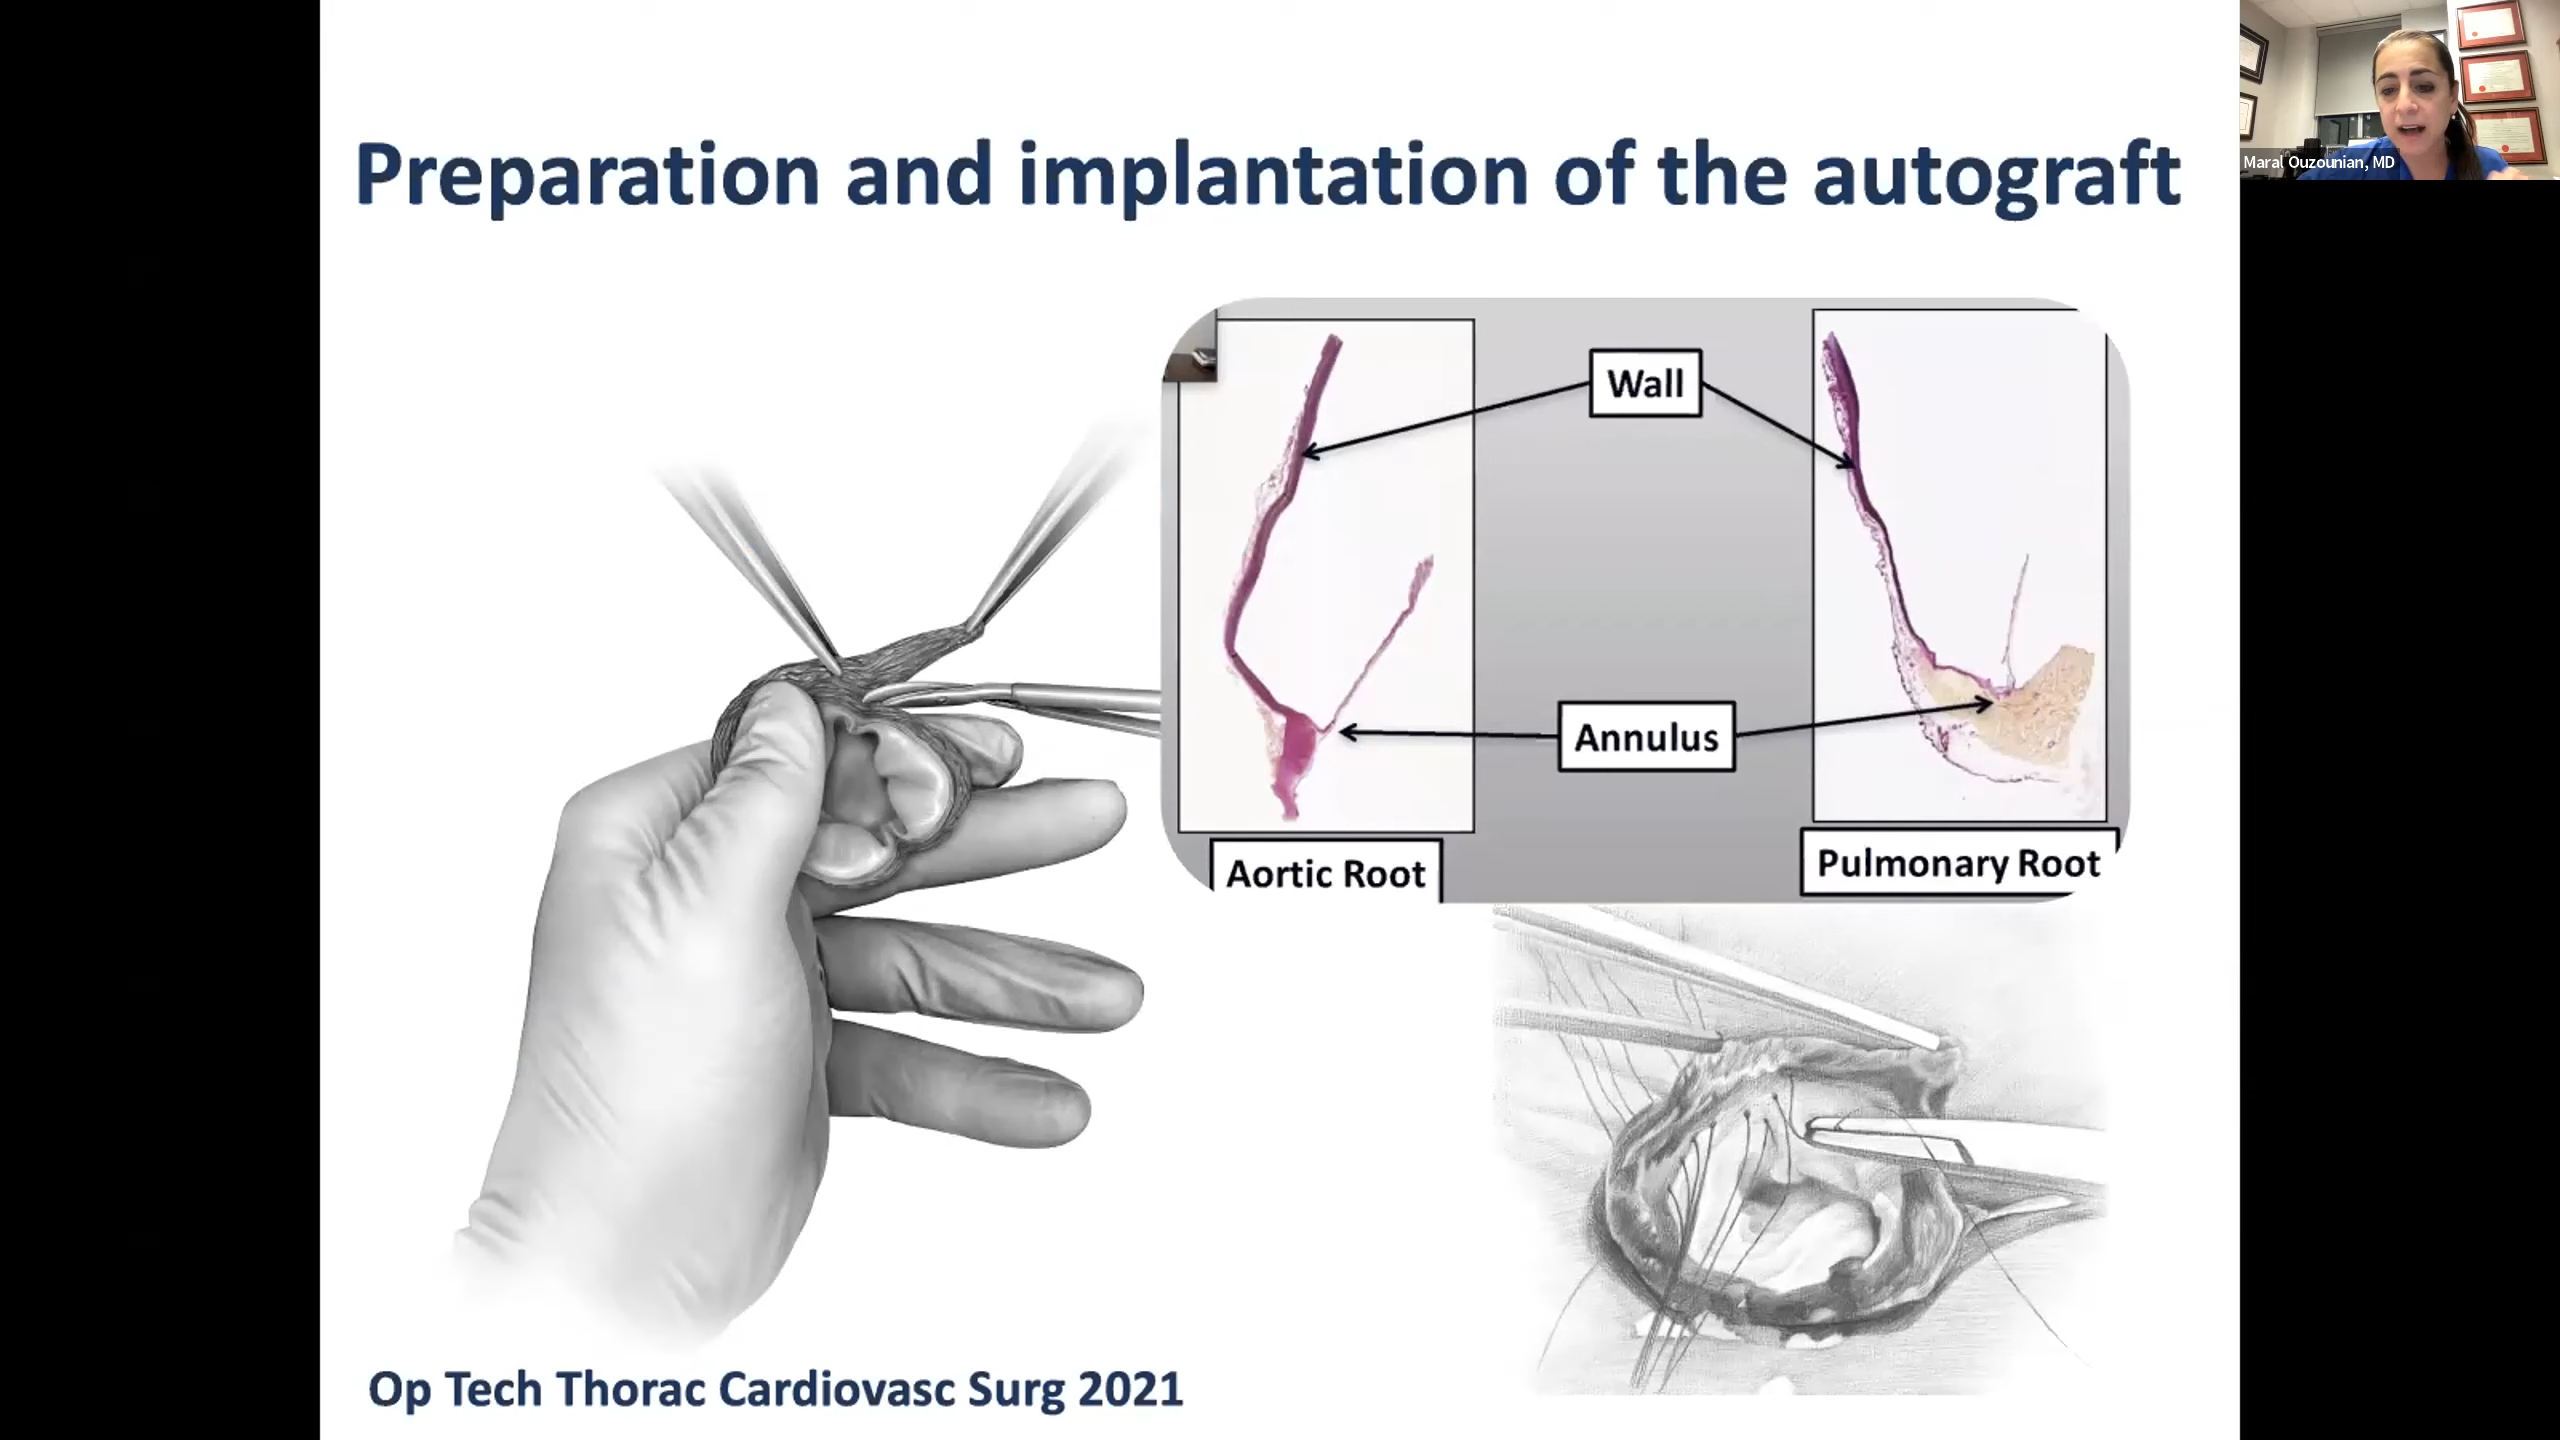 Preparation and implantation of the autograft
Maral Ouzounian, MD
Wall
Annulus
Aortic Root
Pulmonary Root
Op Tech Thorac Cardiovasc Surg 2021